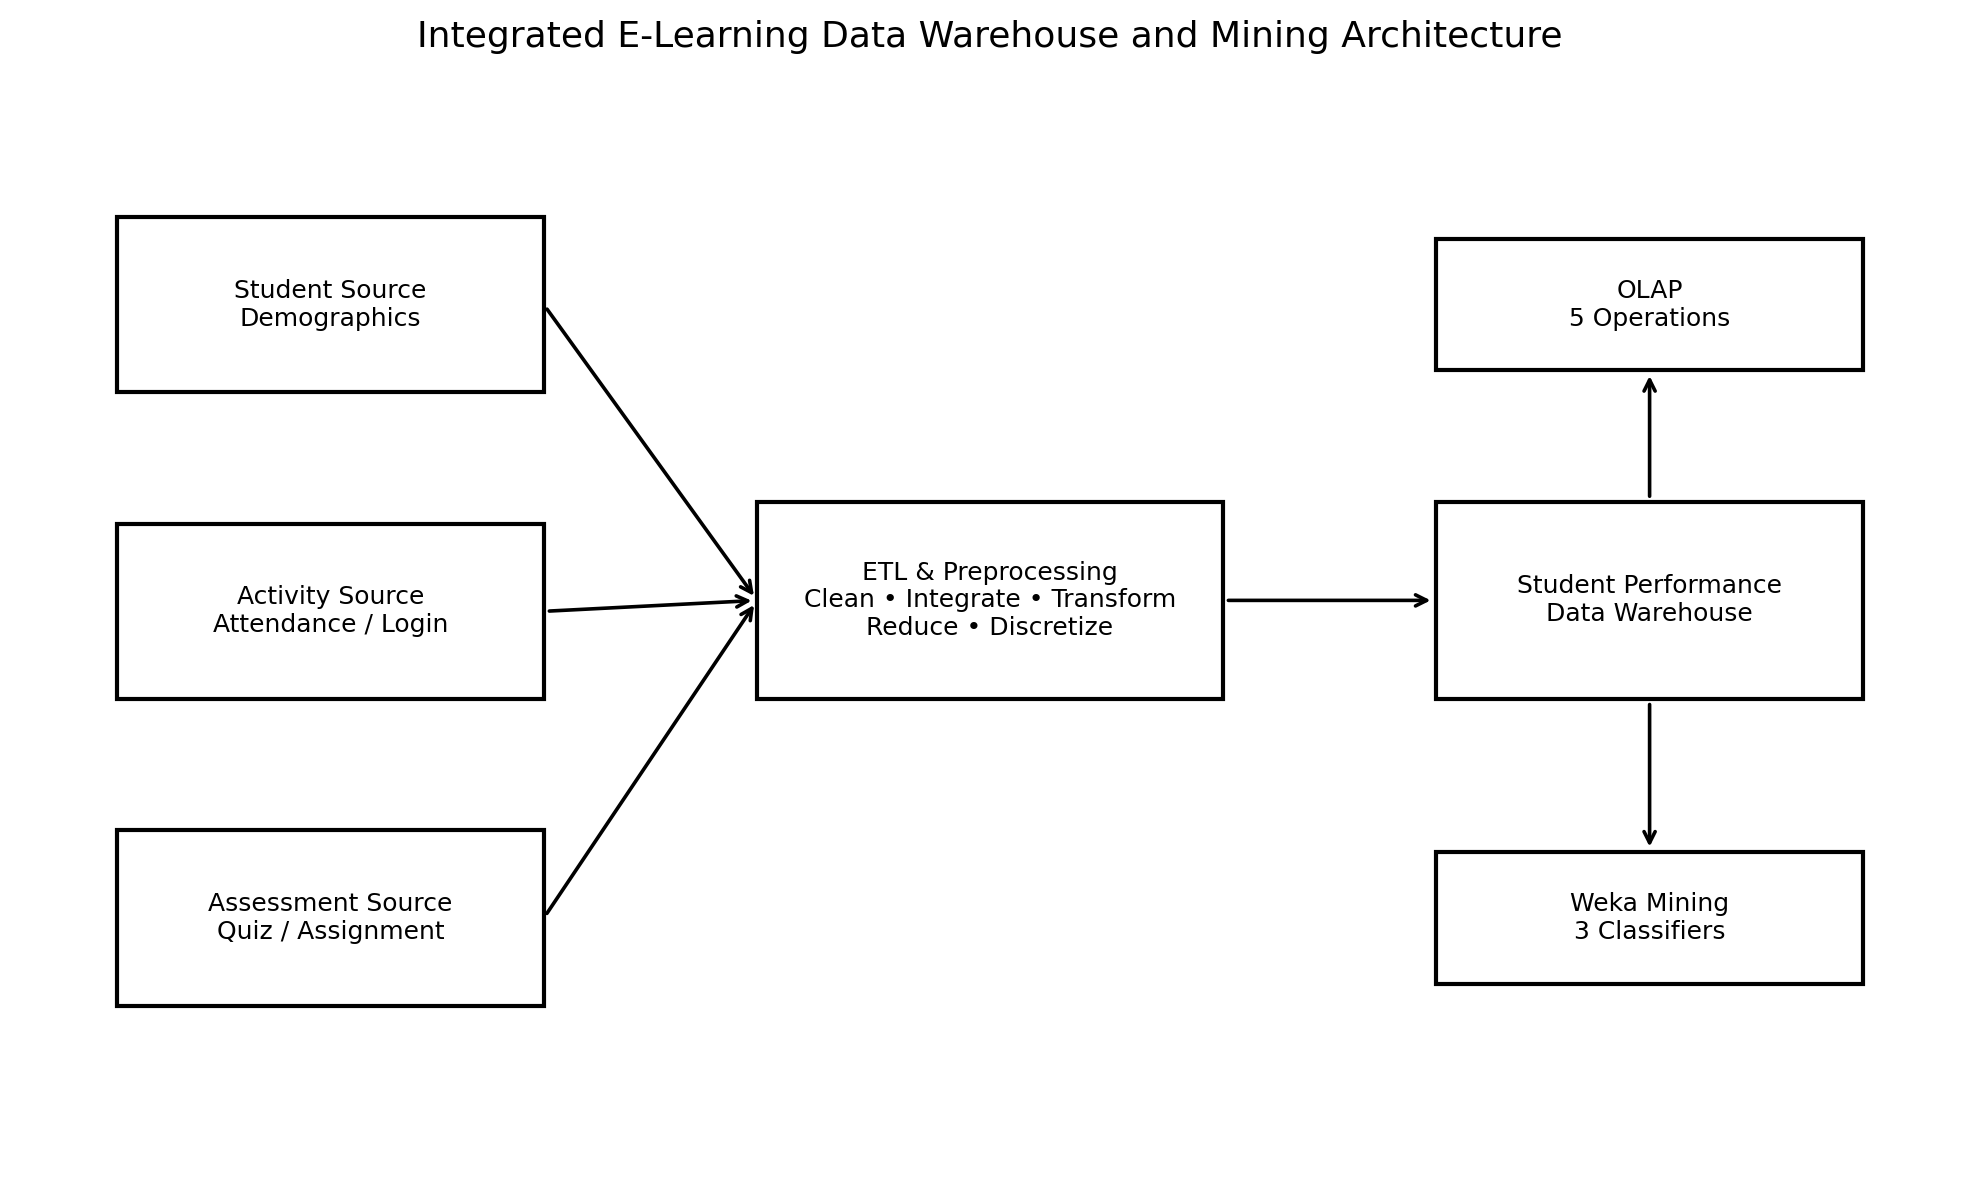 Integrated E-Learning Data Warehouse and Mining Architecture
Student Source
Demographics
Activity Source
Attendance / Login
Assessment Source
Quiz / Assignment
ETL & Preprocessing
Clean • Integrate • Transform
Reduce • Discretize
OLAP
5 Operations
Student Performance
Data Warehouse
Weka Mining
3 Classifiers